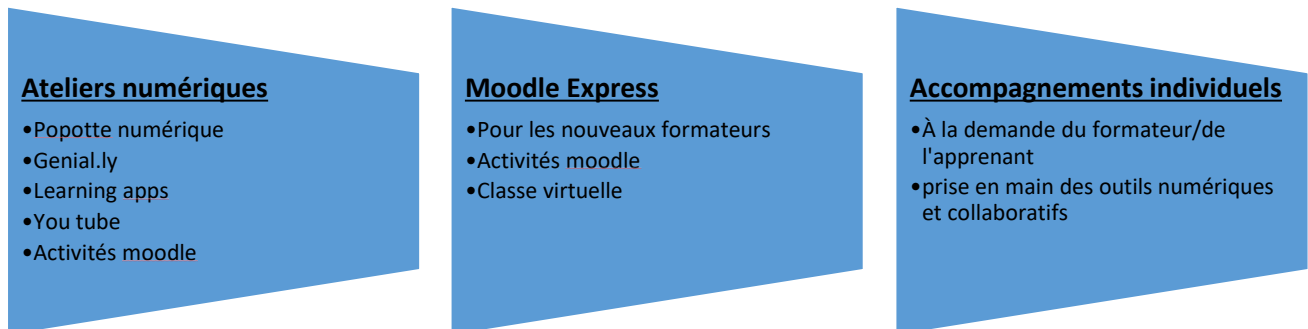 Ateliers numériques
•Popotte numérique
•Genial.ly
•Learning apps
•You tube
•Activités moodle
Moodle Express
•Pour les nouveaux formateurs
•Activités moodle
•Classe virtuelle
Accompagnements individuels
•À la demande du formateur/de
l'apprenant
•prise en main des outils numériques
et collaboratifs